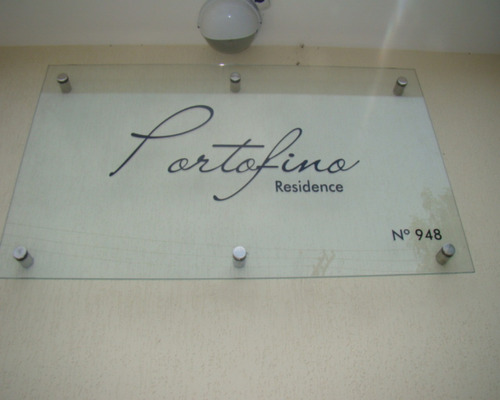 Portofino
Residence
Nº 948